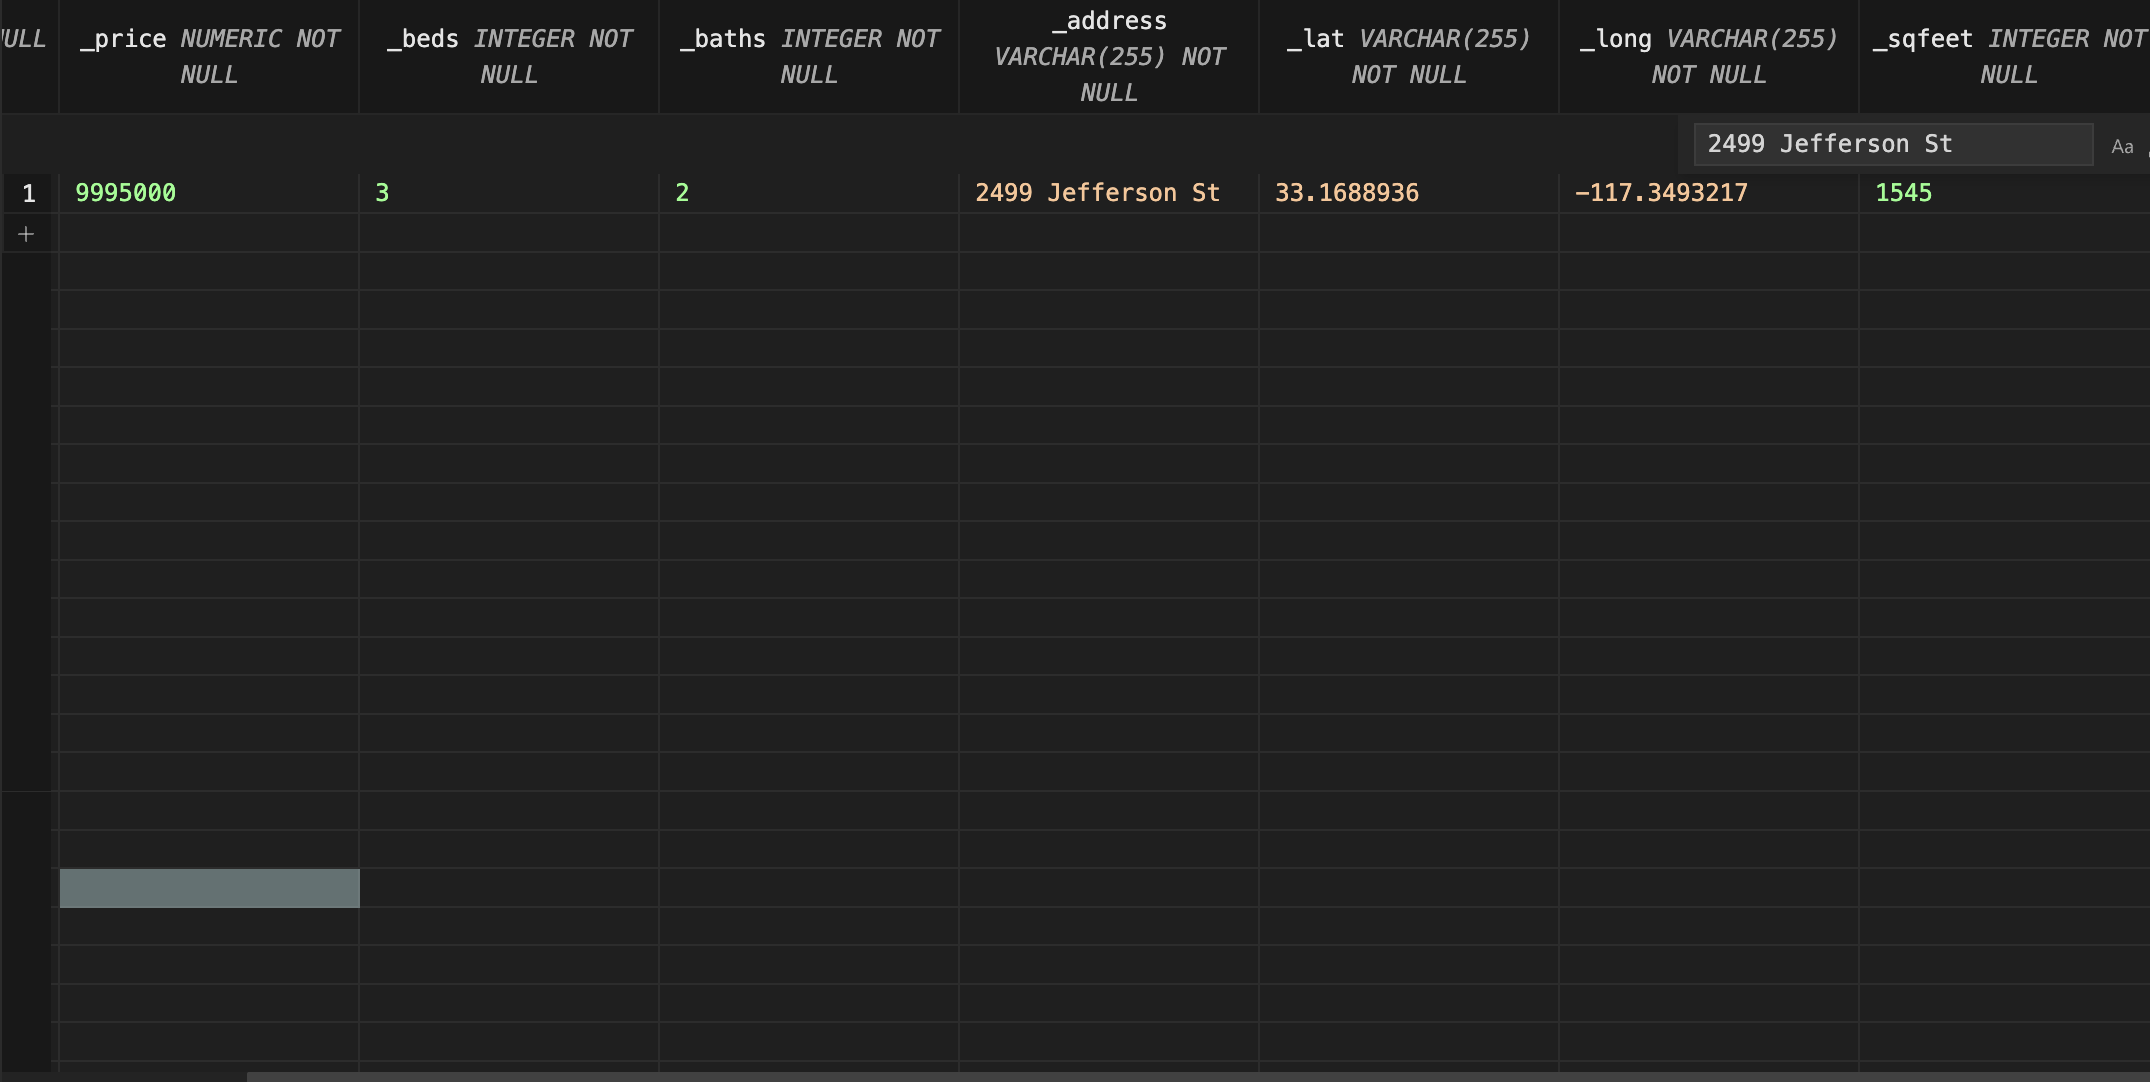 _address
ULL _price NUMERIC NOT _beds INTEGER NOT _baths INTEGER NOT VARCHAR(255) NOT _lat VARCHAR(255) _long VARCHAR(255) _sqfeet INTEGER NOT
NULL NULL NULL NULL NOT NULL NOT NULL NULL
2499 Jefferson St Aa
1 9995000 3 2 2499 Jefferson St 33.1688936 -117.3493217 1545
+